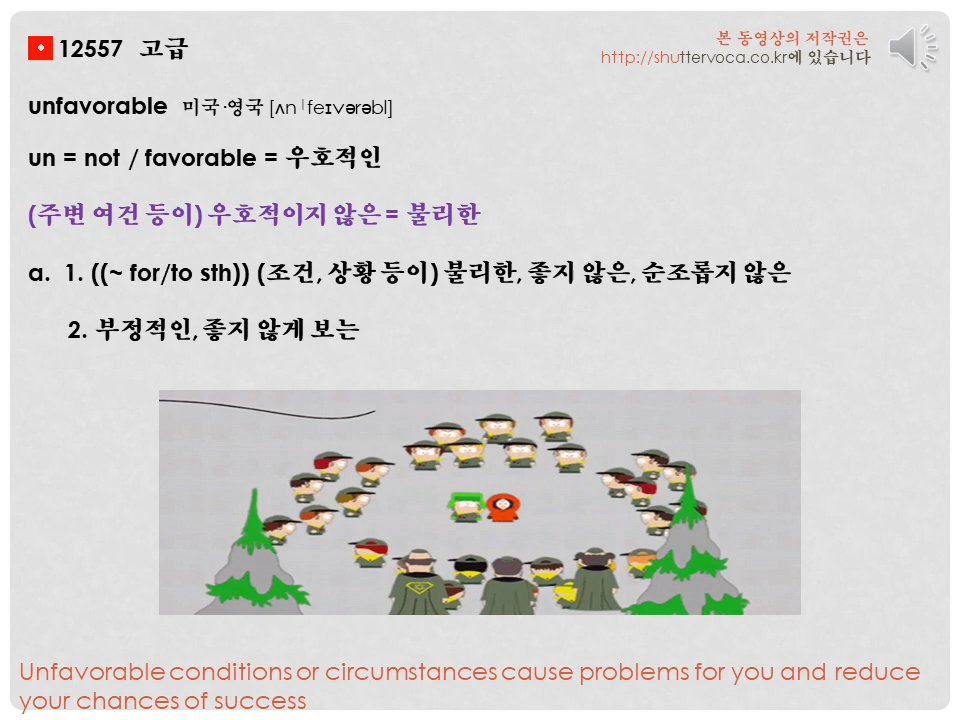 12557 고급
본 동영상의 저작권은
http://shuttervoca.co.kr에 있습니다
unfavorable 미국·영국 [ʌnˈfeɪvərəbl]
un = not / favorable = 우호적인
(주변 여건 등이) 우호적이지 않은 = 불리한
a. 1. ((~ for/to sth)) (조건, 상황 등이) 불리한, 좋지 않은, 순조롭지 않은
2. 부정적인, 좋지 않게 보는
Unfavorable conditions or circumstances cause problems for you and reduce
your chances of success